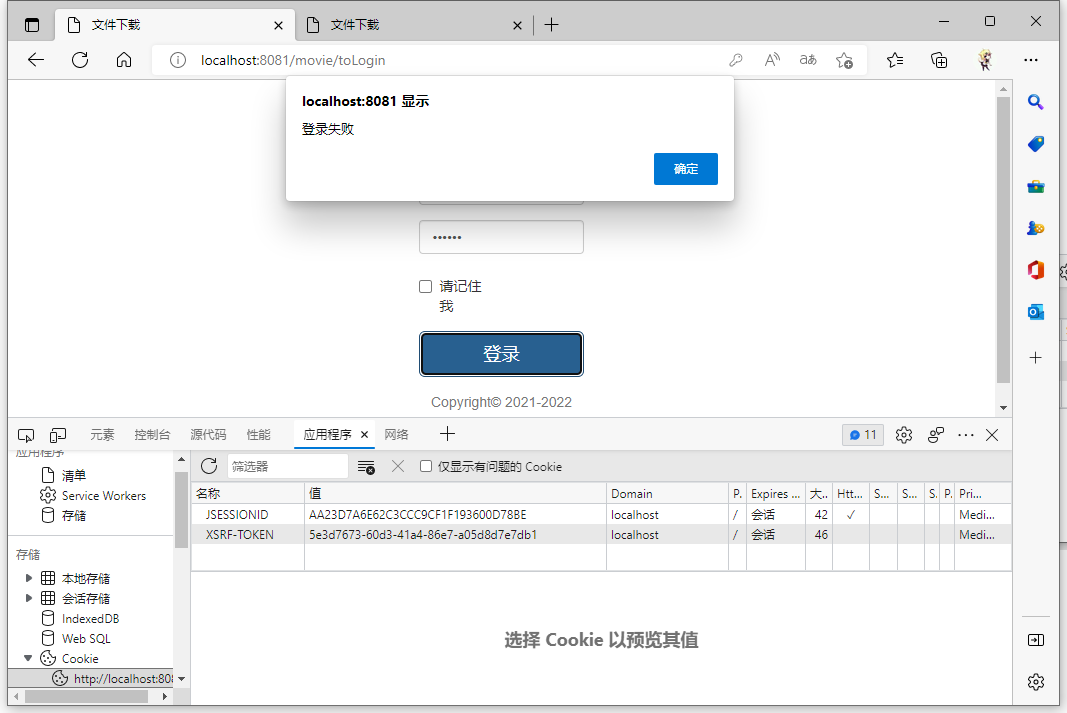 文件下载
文件下载
localhost:8081/movie/toLogin
localhost:8081 显示
登录失败
确定
••••••
请记住
我
登录
Copyright© 2021-2022
元素 控制台 源代码 性能 应用程序 网络 11
应用程序
清单
Service Workers
存储
存储
本地存储
会话存储
IndexedDB
Web SQL
Cookie
http://localhost:808
筛选器 仅显示有问题的 Cookie
名称 值 Domain P. Expires ... 大.. Htt... S... S... S. P. Pri...
JSESSIONID AA23D7A6E62C3CCC9CF1F193600D78BE localhost / 会话 42 ✓ Medi...
XSRF-TOKEN 5e3d7673-60d3-41a4-86e7-a05d8d7e7db1 localhost / 会话 46 Medi...
选择 Cookie 以预览其值